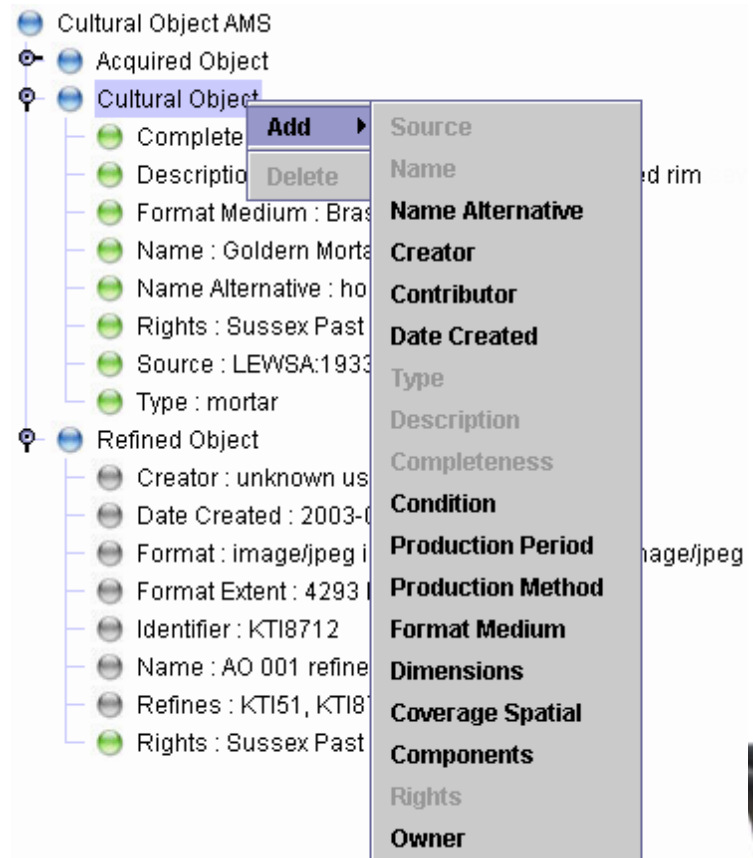 Cultural Object AMS
Acquired Object
Cultural Object
Complete
Descriptio ed rim
Format Medium : Bras
Name : Goldern Morta
Name Alternative : ho
Rights : Sussex Past
Source : LEWSA:1933
Type : mortar
Refined Object
Creator : unknown us
Date Created : 2003-0
Format : image/jpeg i nage/jpeg
Format Extent : 4293
Identifier : KTI8712
Name : AO 001 refine
Refines : KTI51, KTI8
Rights : Sussex Past
Add
Delete
Source
Name
Name Alternative
Creator
Contributor
Date Created
Type
Description
Completeness
Condition
Production Period
Production Method
Format Medium
Dimensions
Coverage Spatial
Components
Rights
Owner